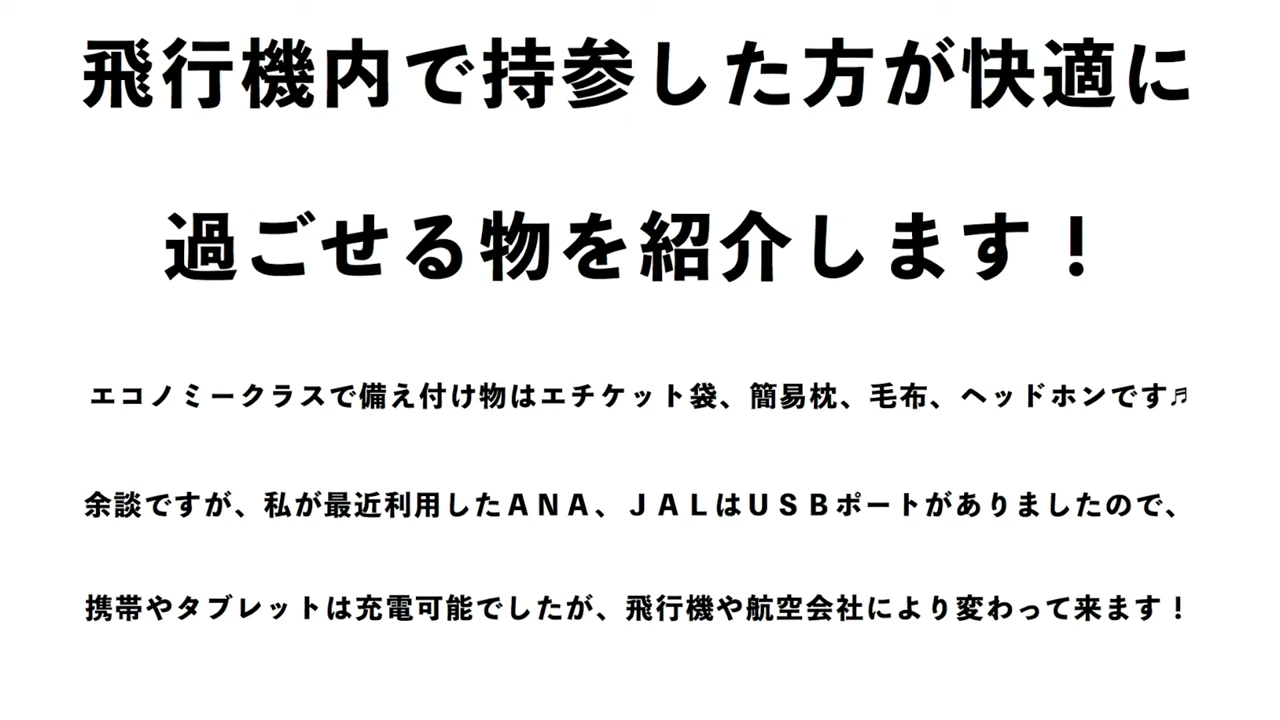 飛行機内で持参した方が快適に
過ごせる物を紹介します！
エコノミークラスで備え付け物はエチケット袋、簡易枕、毛布、ヘッドホンです♬
余談ですが、私が最近利用したＡＮＡ、ＪＡＬはＵＳＢポートがありましたので、
携帯やタブレットは充電可能でしたが、飛行機や航空会社により変わって来ます！